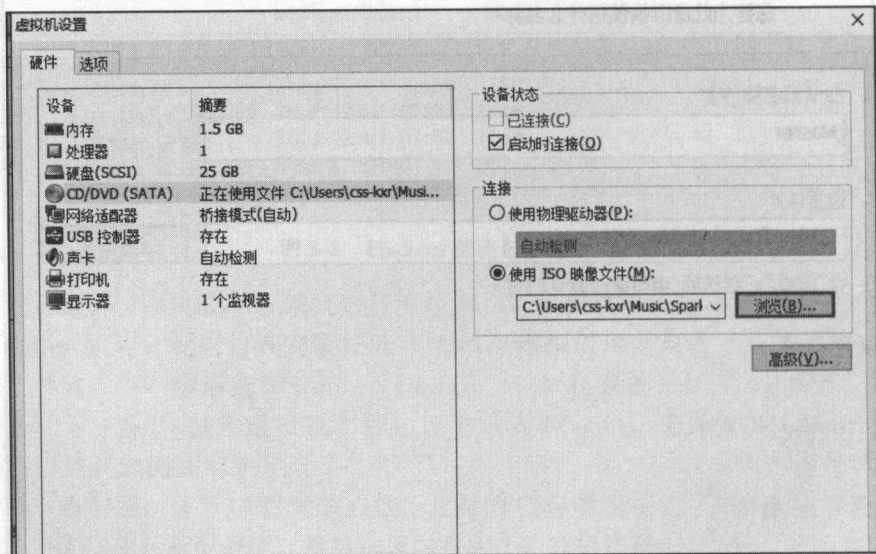 虚拟机设置
硬件 选项
设备 摘要
内存 1.5 GB
处理器 1
硬盘(SCSI) 25 GB
CD/DVD (SATA) 正在使用文件 C:\Users\css-kxr\Musi...
网络适配器 桥接模式(自动)
USB 控制器 存在
声卡 自动检测
打印机 存在
显示器 1 个监视器
设备状态
已连接(C)
启动时连接(O)
连接
使用物理驱动器(P):
自动检测
使用 ISO 映像文件(M):
C:\Users\css-kxr\Music\Spar
浏览(B)...
高级(V)...